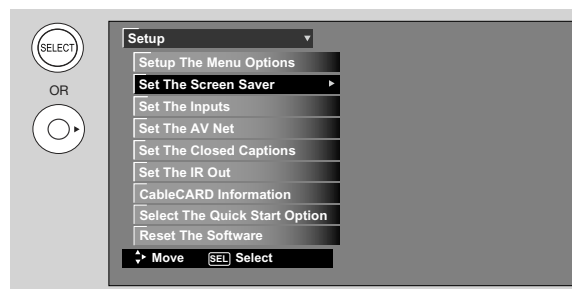 SELECT
OR
Setup
Setup The Menu Options
Set The Screen Saver
Set The Inputs
Set The AV Net
Set The Closed Captions
Set The IR Out
CableCARD Information
Select The Quick Start Option
Reset The Software
Move SEL Select